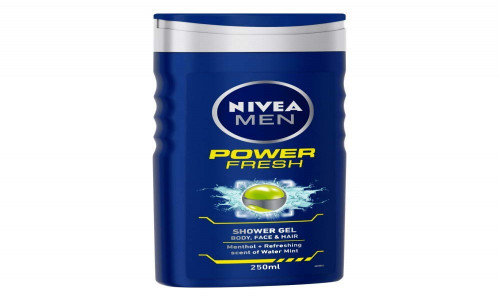 NIVEA
MEN
POWER
FRESH
SHOWER GEL
BODY, FACE & HAIR
Menthol + Refreshing
scent of Water Mint
250ml